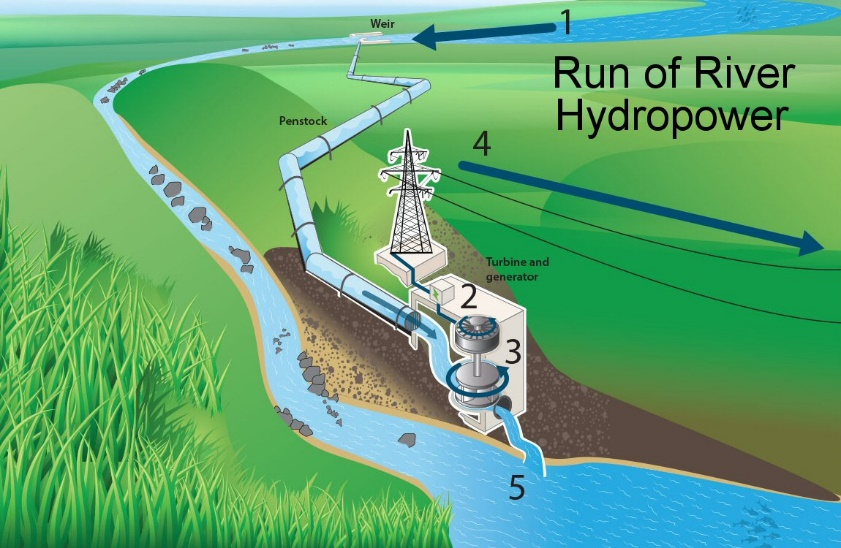 Weir
1
Run of River
Hydropower
Penstock
4
Turbine and
generator
2
3
5